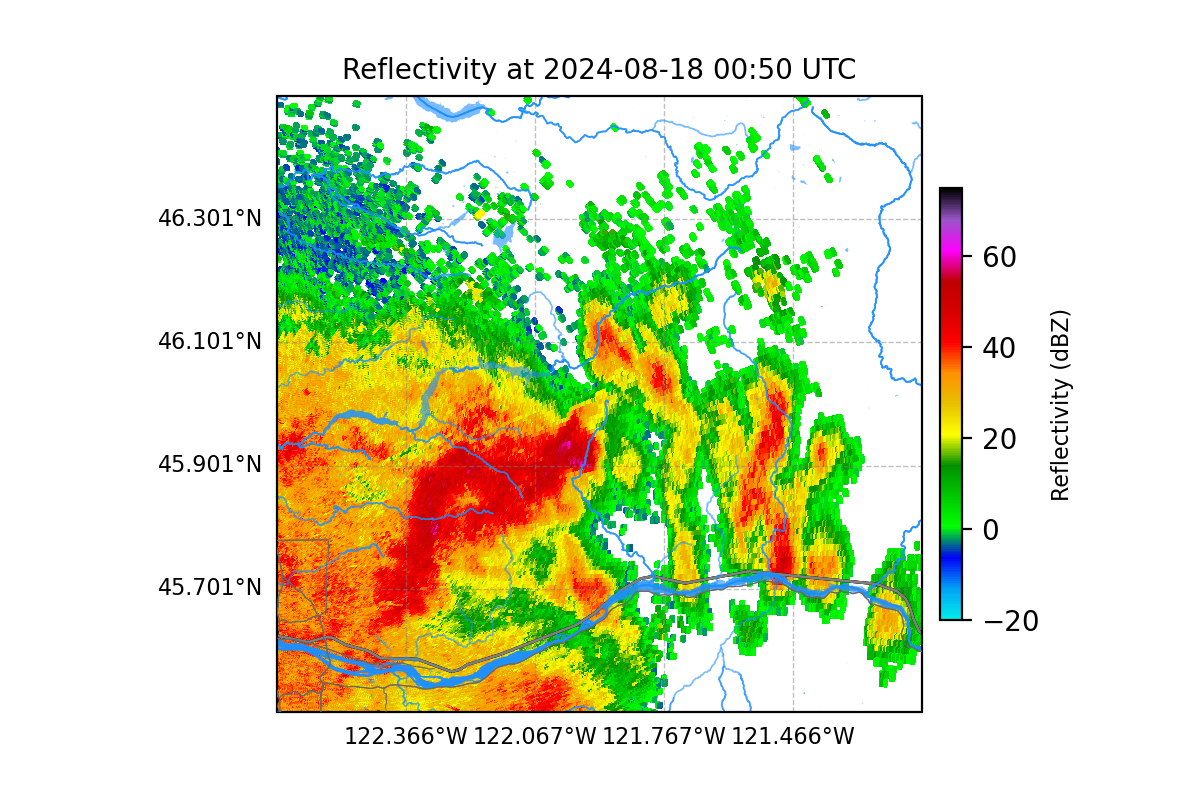 Reflectivity at 2024-08-18 00:50 UTC
46.301°N
46.101°N
45.901°N
45.701°N
122.366°W
122.067°W
121.767°W
121.466°W
60
40
20
0
−20
Reflectivity (dBZ)